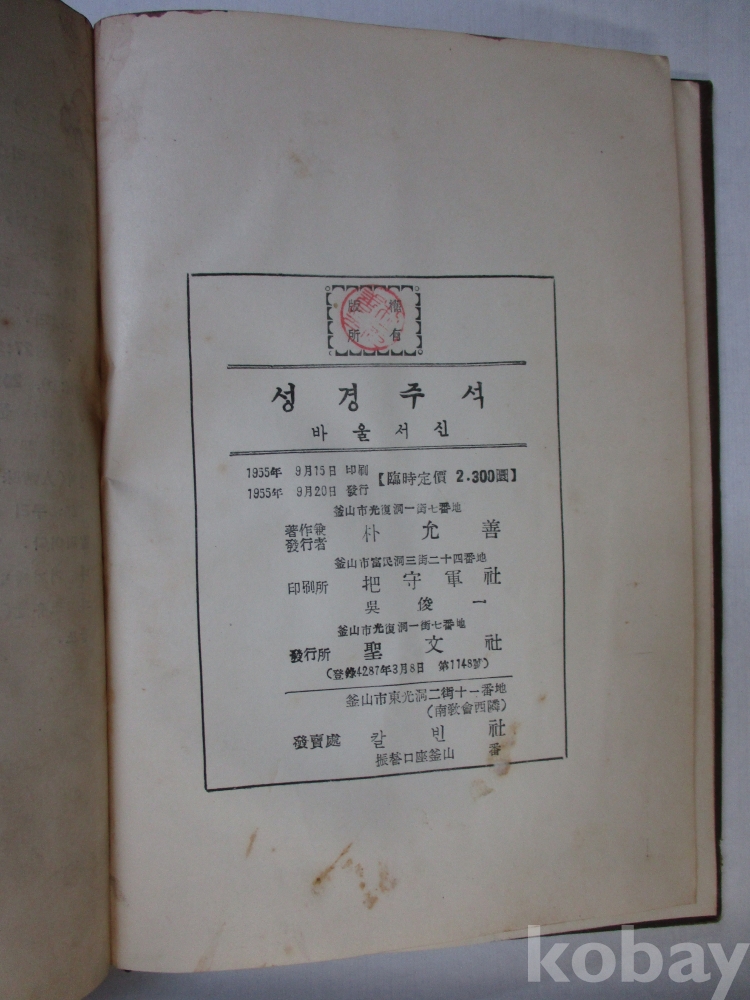 版權
所有
성경주석
바울서신
1955年 9月15日 印刷
1955年 9月20日 發行
【臨時定價 2.300圜】
釜山市光復洞一街七番地
著作兼
發行者 朴允善
釜山市富民洞三街二十四番地
印刷所 把守軍社
吳俊一
釜山市光復洞一街七番地
發行所 聖文社
(登錄4287年3月8日 第1148號)
釜山市東光洞二街十一番地
(南敎會西隣)
發賣處 칼빈社
振替口座釜山 番
kobay